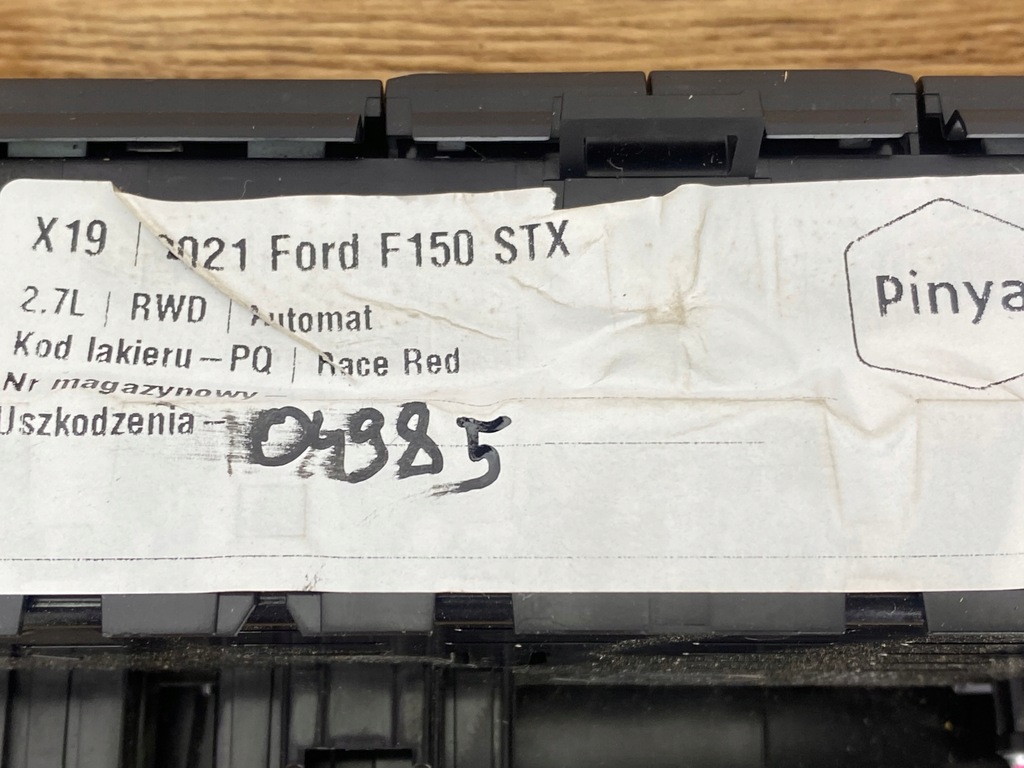 X19 | 2021 Ford F150 STX
2.7L | RWD | Automat
Kod lakieru – PQ | Race Red
Nr magazynowy
Uszkodzenia – 04985
Pinya